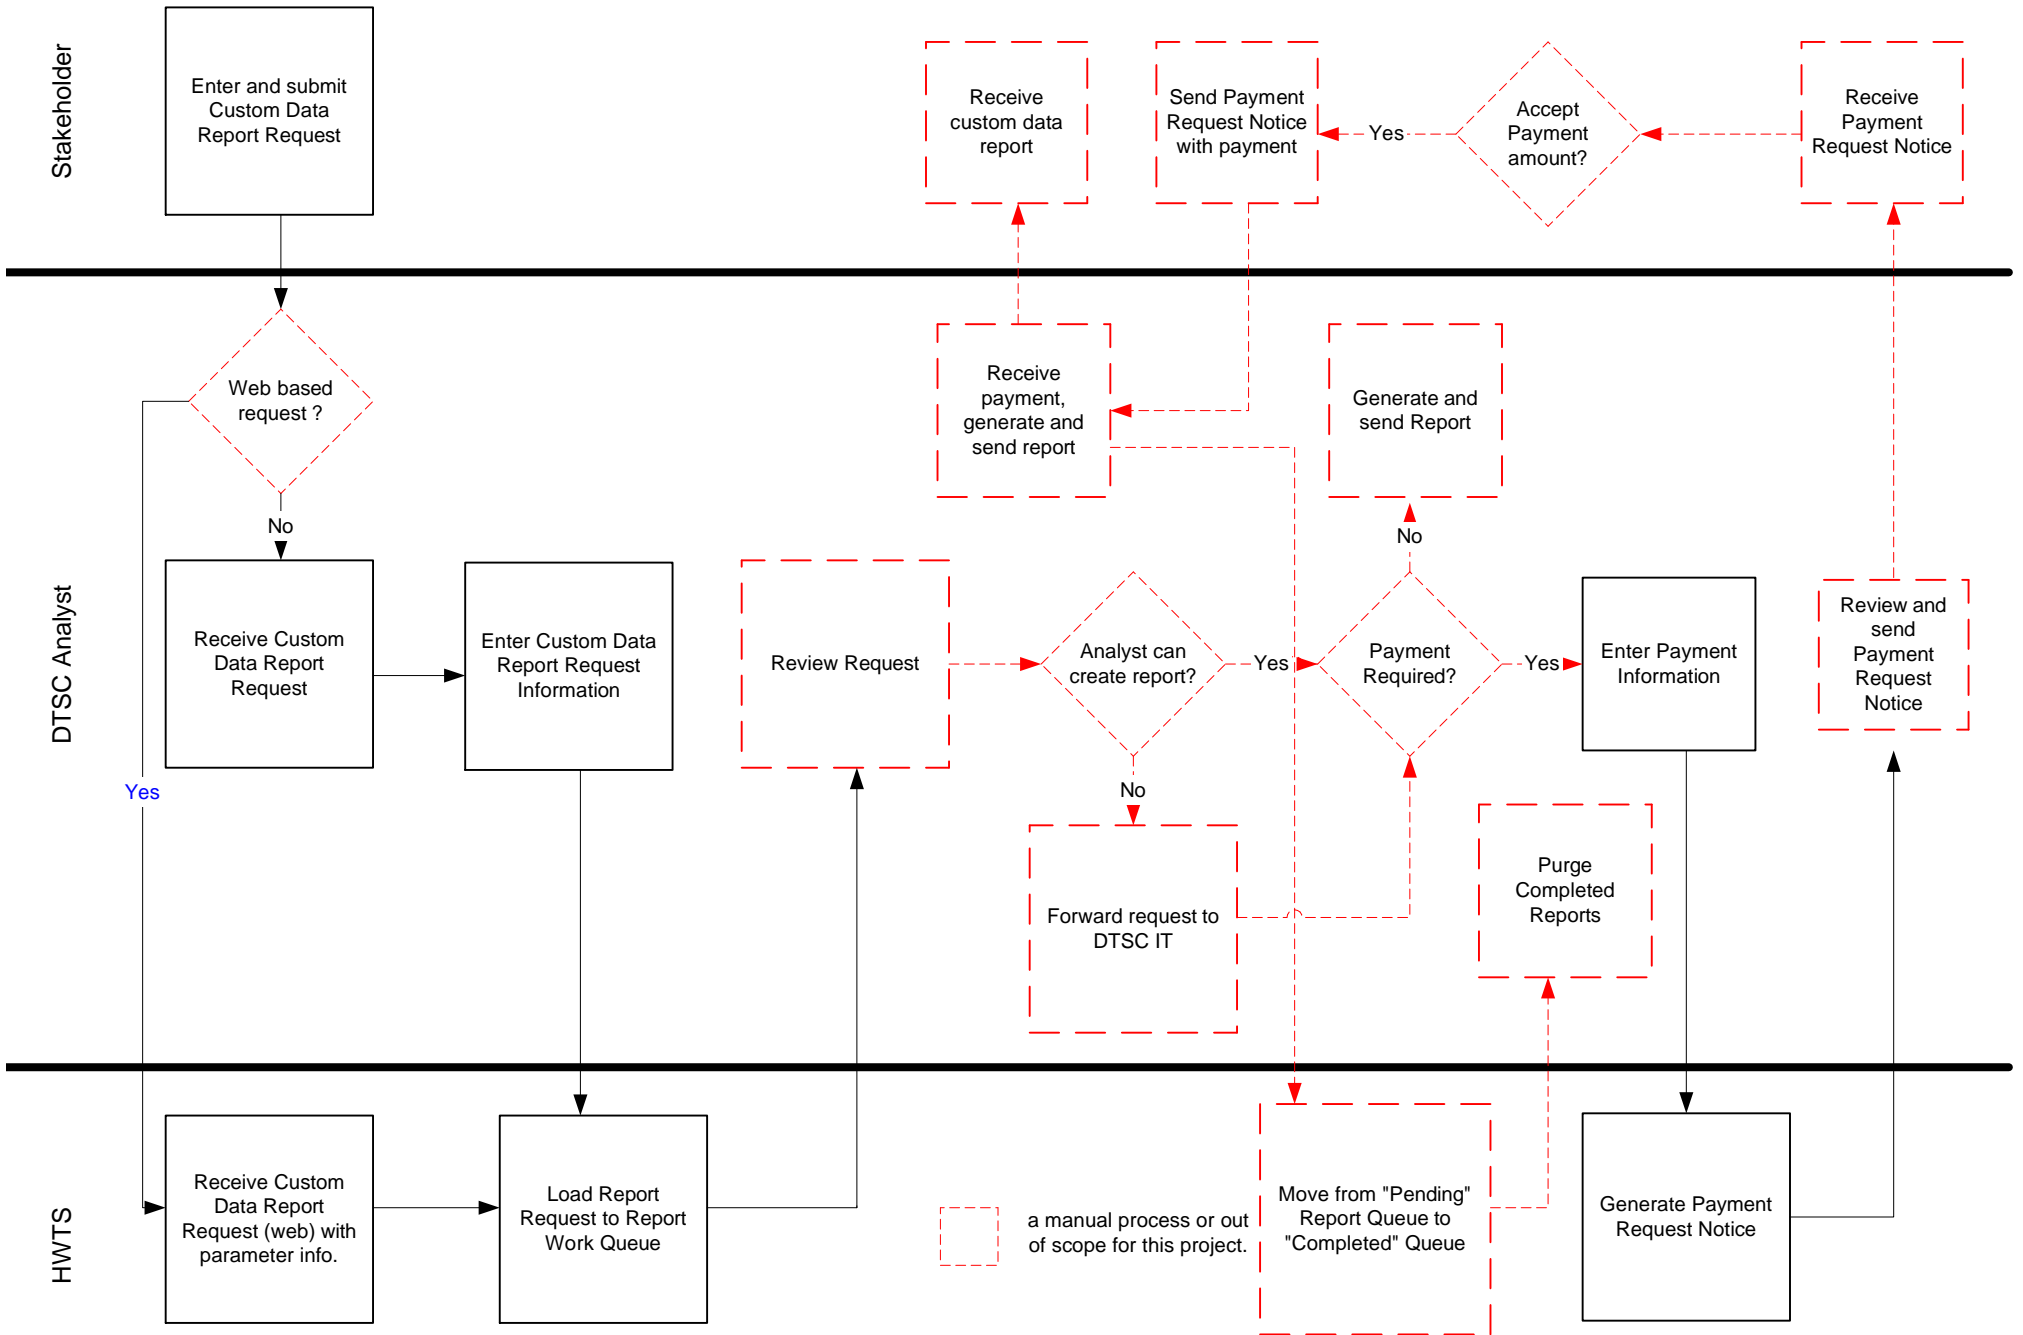 Stakeholder
Enter and submit
Custom Data
Report Request
Receive
custom data
report
Send Payment
Request Notice
with payment
Yes
Accept
Payment
amount?
Receive
Payment
Request Notice
DTSC Analyst
Web based
request ?
No
Yes
Receive Custom
Data Report
Request
Enter Custom Data
Report Request
Information
Review Request
Receive
payment,
generate and
send report
Generate and
send Report
No
Analyst can
create report?
Yes
Payment
Required?
Yes
Enter Payment
Information
Review and
send
Payment
Request
Notice
No
Forward request to
DTSC IT
Purge
Completed
Reports
HWTS
Receive Custom
Data Report
Request (web) with
parameter info.
Load Report
Request to Report
Work Queue
a manual process or out
of scope for this project.
Move from "Pending"
Report Queue to
"Completed" Queue
Generate Payment
Request Notice